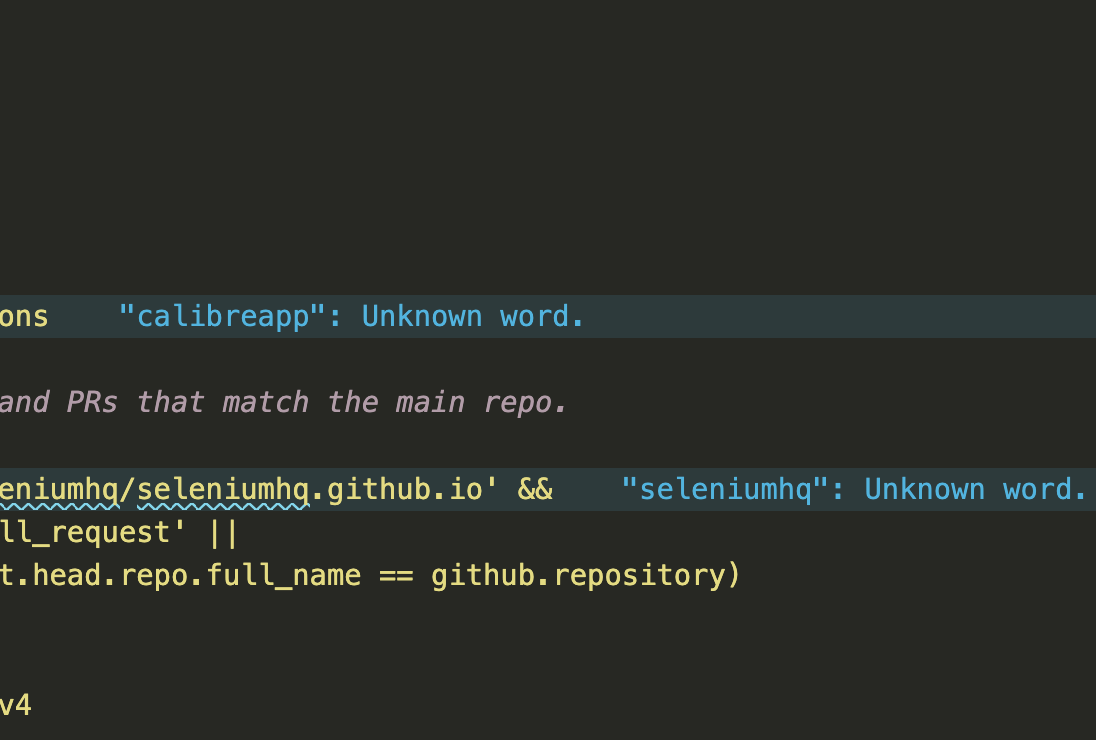 ons "calibreapp": Unknown word.
and PRs that match the main repo.
eniumhq/seleniumhq.github.io' && "seleniumhq": Unknown word.
ll_request' ||
t.head.repo.full_name == github.repository)
v4